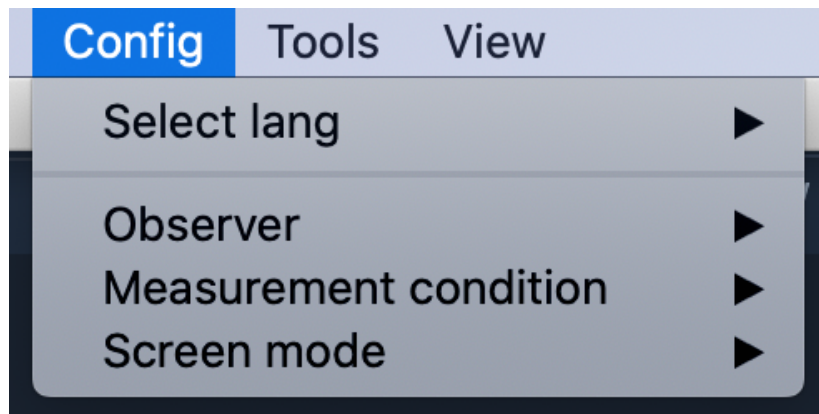 Config Tools View
Select lang
Observer
Measurement condition
Screen mode